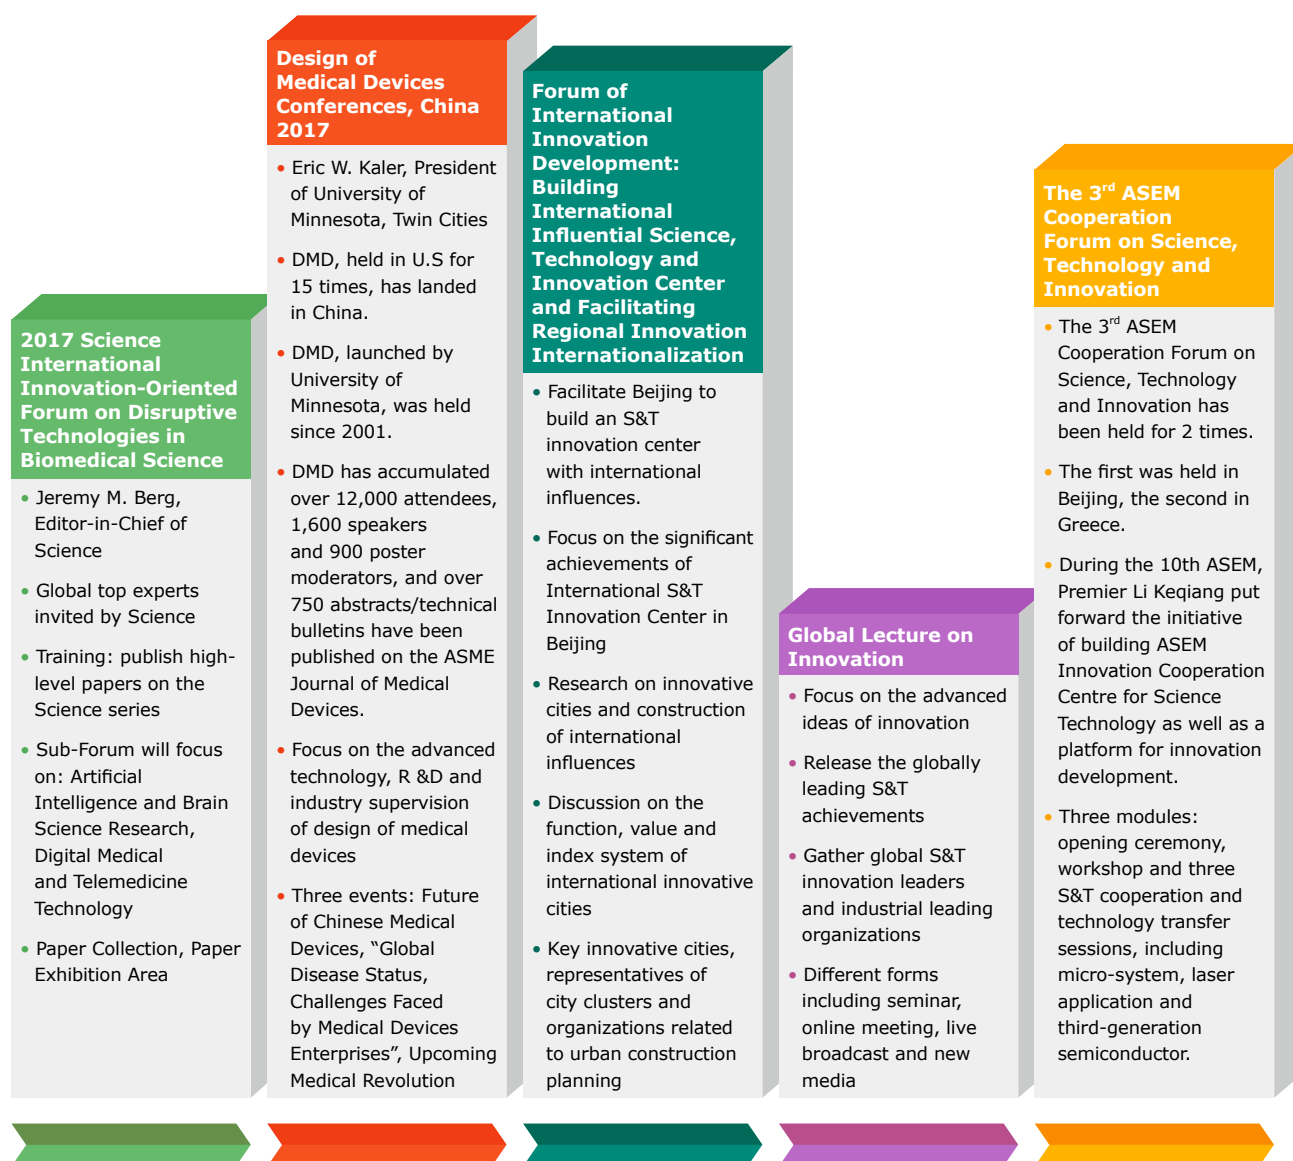 2017 Science
International
Innovation-Oriented
Forum on Disruptive
Technologies in
Biomedical Science
• Jeremy M. Berg,
Editor-in-Chief of
Science
• Global top experts
invited by Science
• Training: publish high-
level papers on the
Science series
• Sub-Forum will focus
on: Artificial
Intelligence and Brain
Science Research,
Digital Medical
and Telemedicine
Technology
• Paper Collection, Paper
Exhibition Area
Design of
Medical Devices
Conferences, China
2017
• Eric W. Kaler, President
of University of
Minnesota, Twin Cities
• DMD, held in U.S for
15 times, has landed
in China.
• DMD, launched by
University of
Minnesota, was held
since 2001.
• DMD has accumulated
over 12,000 attendees,
1,600 speakers
and 900 poster
moderators, and over
750 abstracts/technical
bulletins have been
published on the ASME
Journal of Medical
Devices.
• Focus on the advanced
technology, R &D and
industry supervision
of design of medical
devices
• Three events: Future
of Chinese Medical
Devices, “Global
Disease Status,
Challenges Faced
by Medical Devices
Enterprises”, Upcoming
Medical Revolution
Forum of
International
Innovation
Development:
Building
International
Influential Science,
Technology and
Innovation Center
and Facilitating
Regional Innovation
Internationalization
• Facilitate Beijing to
build an S&T
innovation center
with international
influences.
• Focus on the significant
achievements of
International S&T
Innovation Center in
Beijing
• Research on innovative
cities and construction
of international
influences
• Discussion on the
function, value and
index system of
international innovative
cities
• Key innovative cities,
representatives of
city clusters and
organizations related
to urban construction
planning
Global Lecture on
Innovation
• Focus on the advanced
ideas of innovation
• Release the globally
leading S&T
achievements
• Gather global S&T
innovation leaders
and industrial leading
organizations
• Different forms
including seminar,
online meeting, live
broadcast and new
media
The 3rd ASEM
Cooperation
Forum on Science,
Technology and
Innovation
• The 3rd ASEM
Cooperation Forum on
Science, Technology
and Innovation has
been held for 2 times.
• The first was held in
Beijing, the second in
Greece.
• During the 10th ASEM,
Premier Li Keqiang put
forward the initiative
of building ASEM
Innovation Cooperation
Centre for Science
Technology as well as a
platform for innovation
development.
• Three modules:
opening ceremony,
workshop and three
S&T cooperation and
technology transfer
sessions, including
micro-system, laser
application and
third-generation
semiconductor.